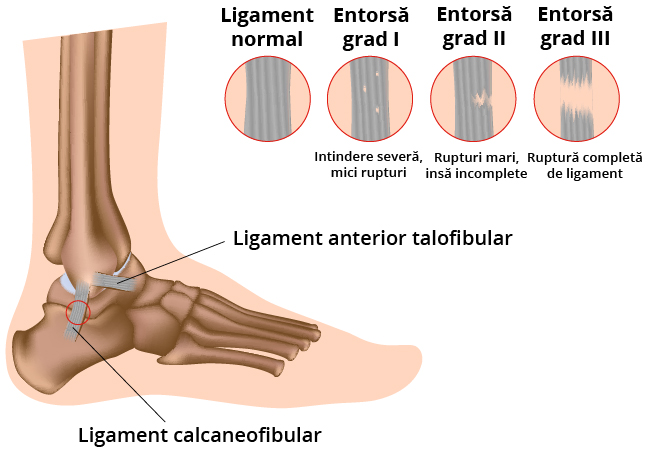 Ligament
normal
Entorsă
grad I
Entorsă
grad II
Entorsă
grad III
Intindere severă,
mici rupturi
Rupturi mari,
însă incomplete
Ruptură completă
de ligament
Ligament anterior talofibular
Ligament calcaneofibular